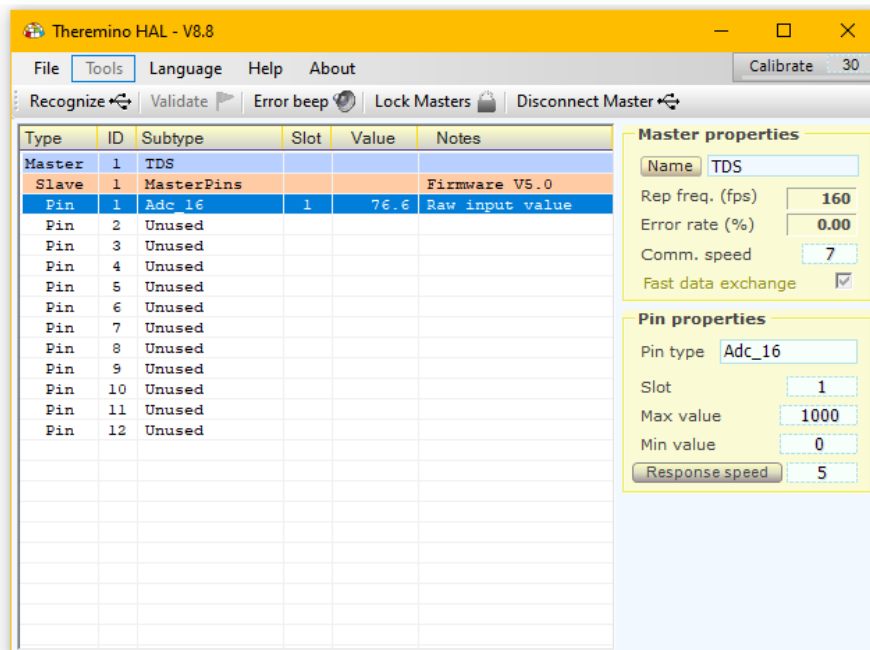 Theremino HAL - V8.8
File Tools Language Help About
Calibrate 30
Recognize Validate Error beep Lock Masters Disconnect Master
Type ID Subtype Slot Value Notes
Master 1 TDS
Slave 1 MasterPins Firmware V5.0
Pin 1 Adc_16 1 76.6 Raw input value
Pin 2 Unused
Pin 3 Unused
Pin 4 Unused
Pin 5 Unused
Pin 6 Unused
Pin 7 Unused
Pin 8 Unused
Pin 9 Unused
Pin 10 Unused
Pin 11 Unused
Pin 12 Unused
Master properties
Name TDS
Rep freq. (fps) 160
Error rate (%) 0.00
Comm. speed 7
Fast data exchange
Pin properties
Pin type Adc_16
Slot 1
Max value 1000
Min value 0
Response speed 5